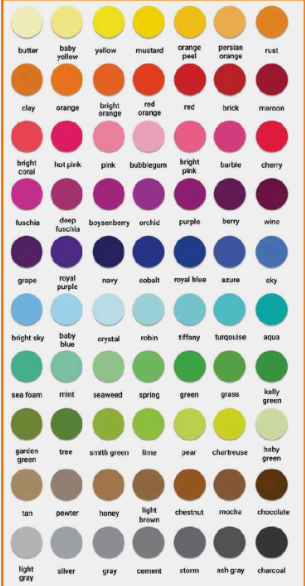 butter baby yellow yellow mustard orange peel persian orange rust
clay orange bright orange red orange red brick maroon
bright coral hot pink pink bubblegum bright pink barbie cherry
fuschia deep fuschia boysenberry orchid purple berry wine
grape royal purple navy cobalt royal blue azure sky
bright sky baby blue crystal robin tiffany turqouise aqua
sea foam mint seaweed spring green grass kelly green
garden green tree smith green lime pear chartreuse baby green
tan pewter honey light brown chestnut mocha chocolate
light gray silver gray cement storm ash gray charcoal